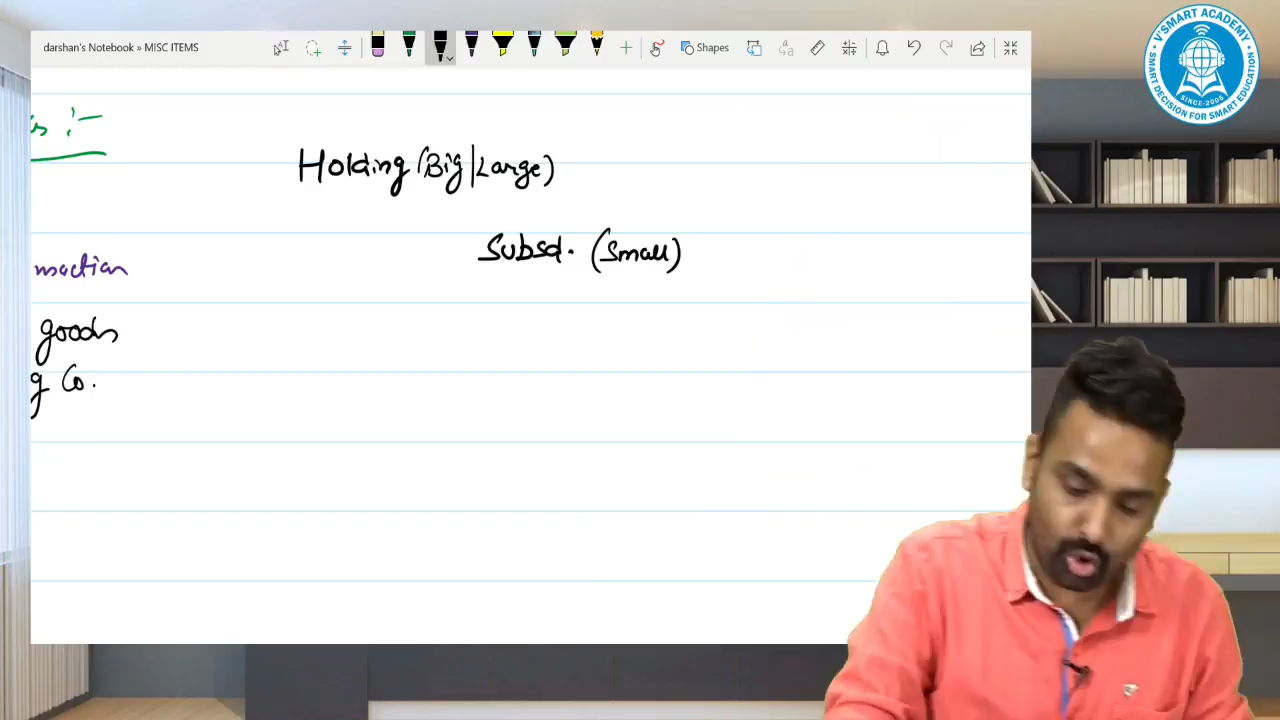 darshan's Notebook » MISC ITEMS
Shapes
V'SMART ACADEMY
SINCE-2005
SMART DECISION FOR SMART EDUCATION
:-
Holding (Big|Large)
Subsd. (Small)
goods
g Co.